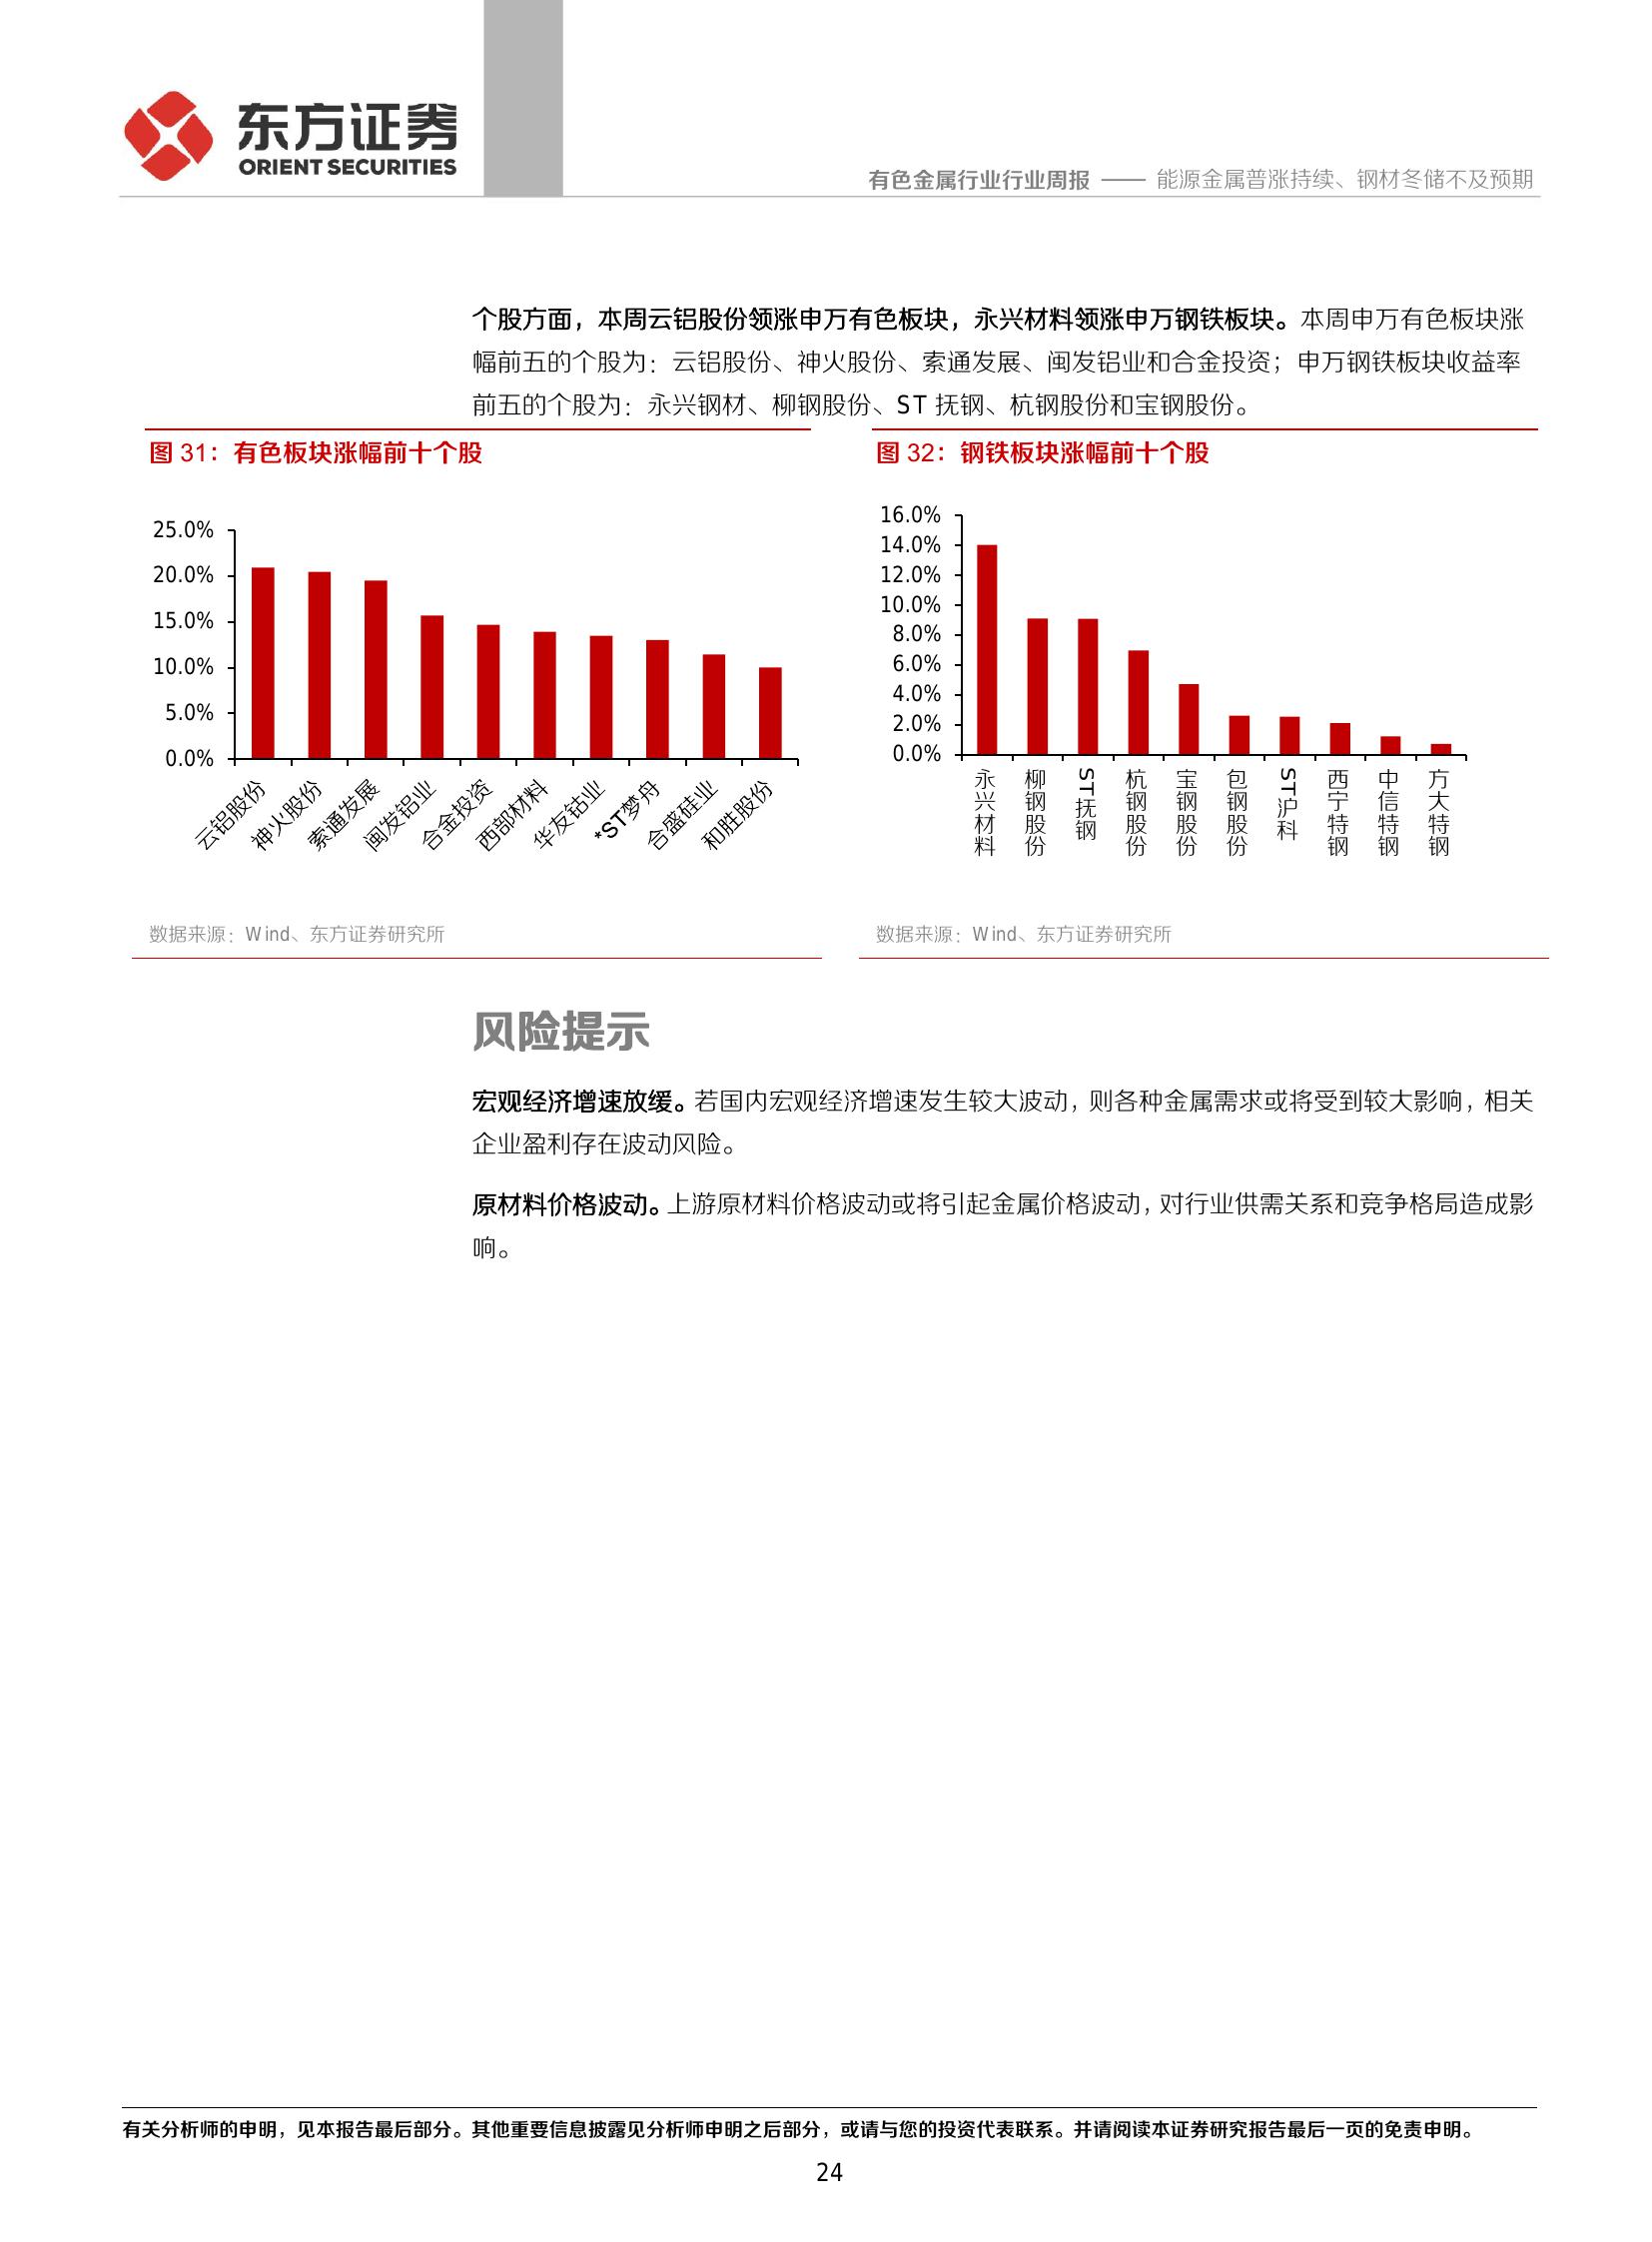 东方证券
ORIENT SECURITIES
有色金属行业行业周报 —— 能源金属普涨持续、钢材冬储不及预期
个股方面，本周云铝股份领涨申万有色板块，永兴材料领涨申万钢铁板块。本周申万有色板块涨
幅前五的个股为：云铝股份、神火股份、索通发展、闽发铝业和合金投资；申万钢铁板块收益率
前五的个股为：永兴钢材、柳钢股份、ST 抚钢、杭钢股份和宝钢股份。
图 31：有色板块涨幅前十个股
25.0%
20.0%
15.0%
10.0%
5.0%
0.0%
云铝股份
神火股份
索通发展
闽发铝业
合金投资
西部材料
华友钴业
*ST梦舟
合盛硅业
和胜股份
数据来源：Wind、东方证券研究所
图 32：钢铁板块涨幅前十个股
16.0%
14.0%
12.0%
10.0%
8.0%
6.0%
4.0%
2.0%
0.0%
永兴材料
柳钢股份
ST抚钢
杭钢股份
宝钢股份
包钢股份
ST沪科
西宁特钢
中信特钢
方大特钢
数据来源：Wind、东方证券研究所
风险提示
宏观经济增速放缓。若国内宏观经济增速发生较大波动，则各种金属需求或将受到较大影响，相关
企业盈利存在波动风险。
原材料价格波动。上游原材料价格波动或将引起金属价格波动，对行业供需关系和竞争格局造成影
响。
有关分析师的申明，见本报告最后部分。其他重要信息披露见分析师申明之后部分，或请与您的投资代表联系。并请阅读本证券研究报告最后一页的免责申明。
24